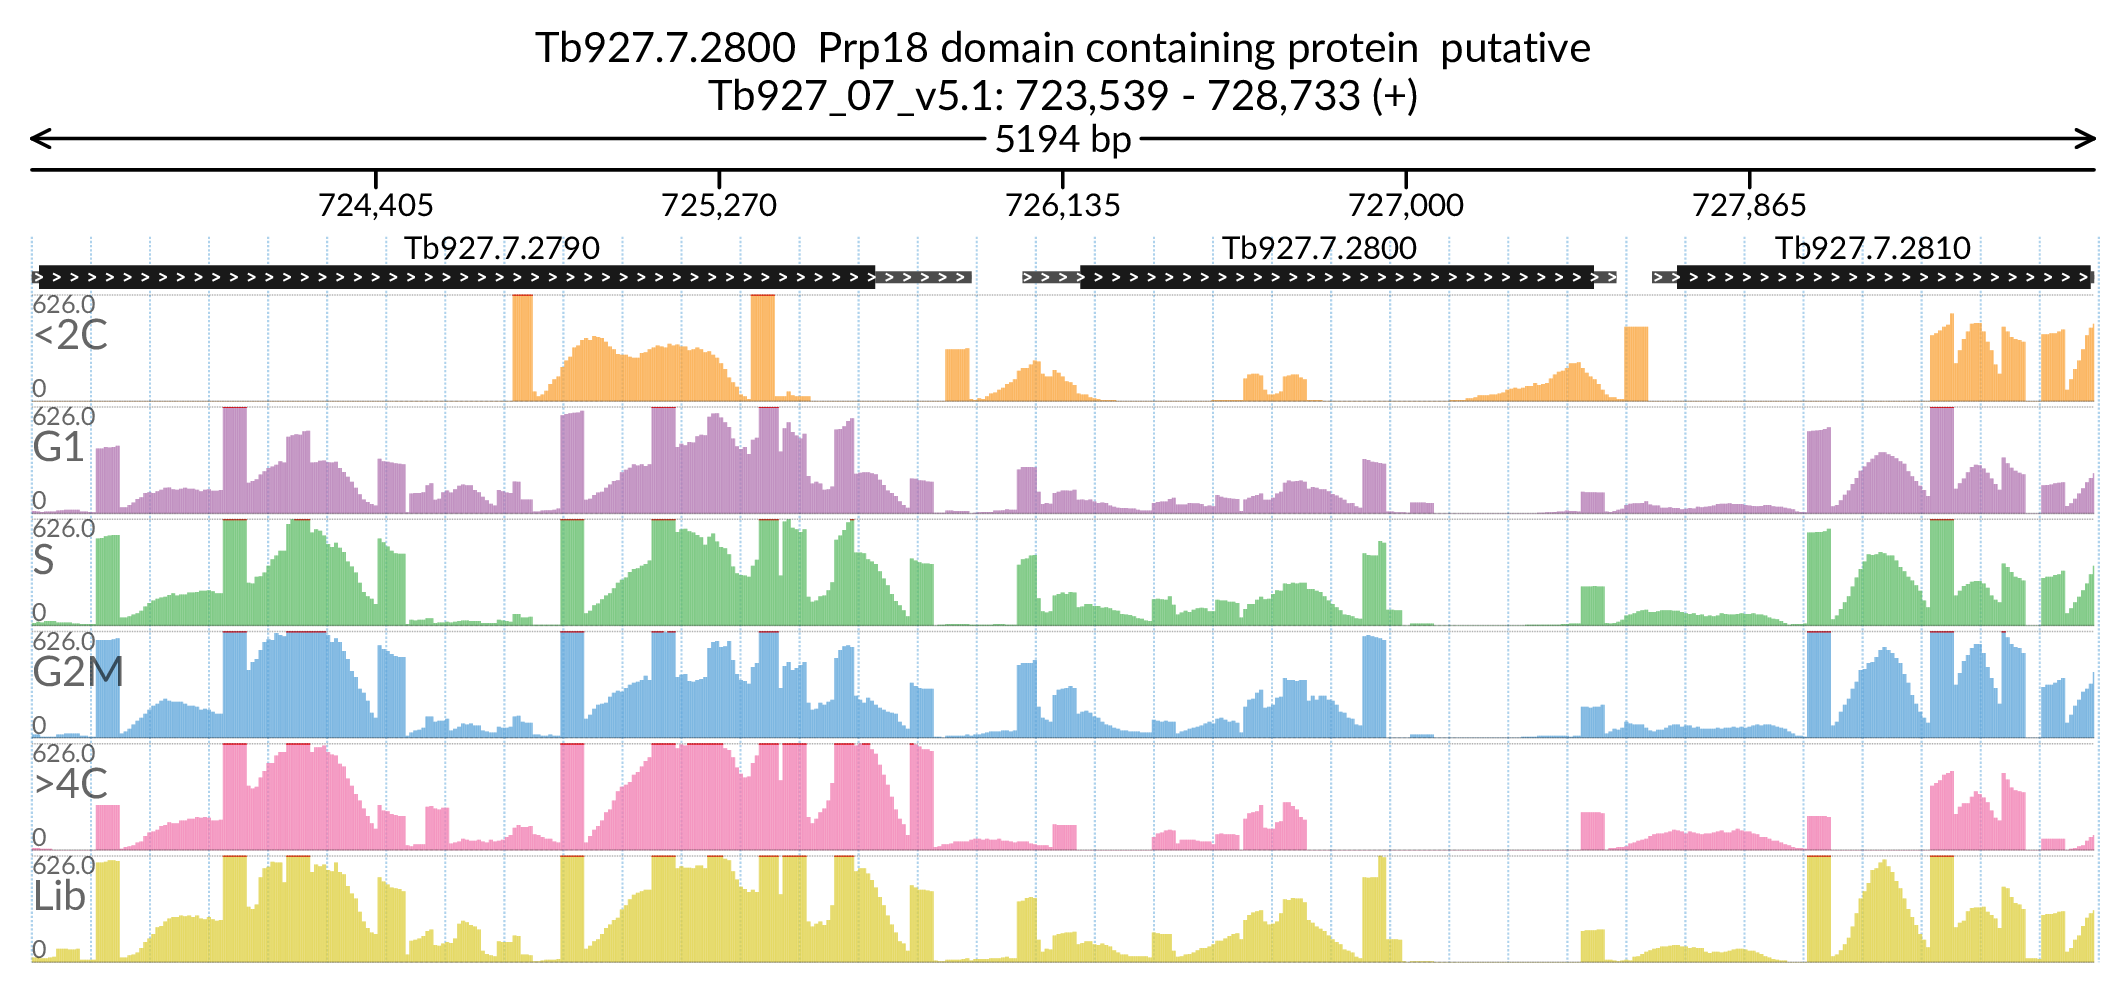 Tb927.7.2800  Prp18 domain containing protein  putative
Tb927_07_v5.1: 723,539 - 728,733 (+)
5194 bp
724,405 725,270 726,135 727,000 727,865
Tb927.7.2790 Tb927.7.2800 Tb927.7.2810
626.0
<2C
0
626.0
G1
0
626.0
S
0
626.0
G2M
0
626.0
>4C
0
626.0
Lib
0